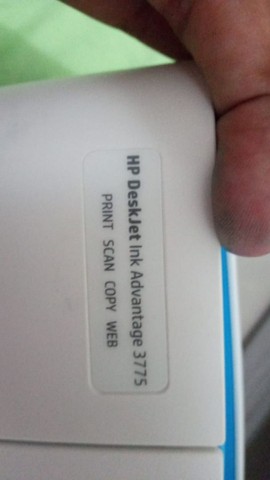 HP DeskJet Ink Advantage 3775
PRINT SCAN COPY WEB